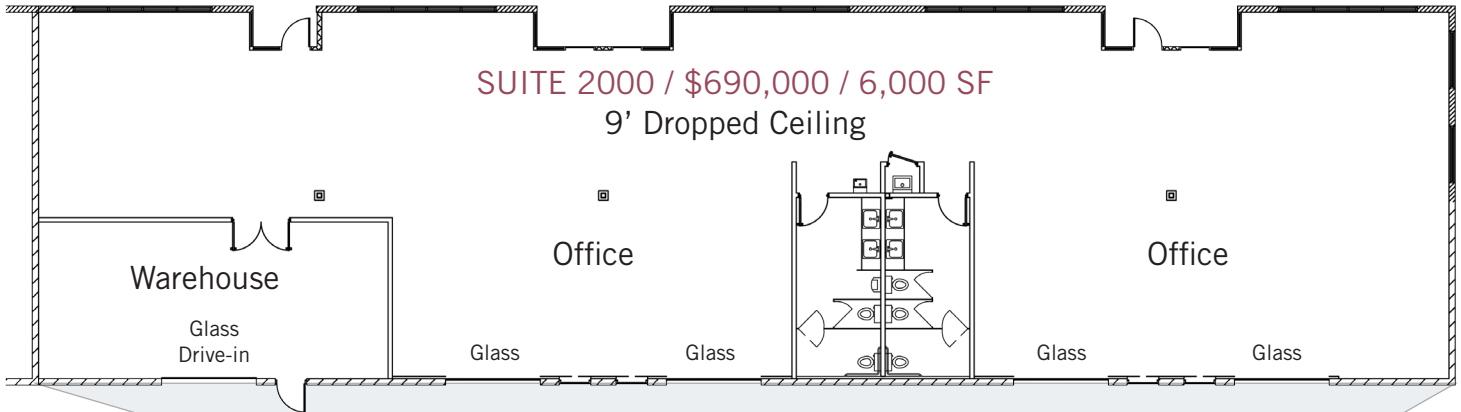 SUITE 2000 / $690,000 / 6,000 SF
9’ Dropped Ceiling
Office
Office
Warehouse
Glass
Drive-in
Glass
Glass
Glass
Glass